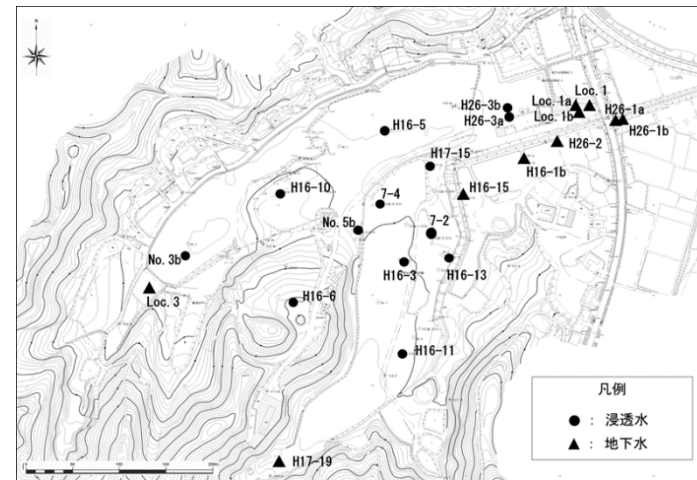 N
H26-3b
Loc. 1a
Loc. 1
H26-3a
Loc. 1b
H26-1a
H16-5
H26-1b
H26-2
H17-15
H16-1b
H16-10
7-4
H16-15
No. 5b
7-2
No. 3b
H16-3
H16-13
Loc. 3
H16-6
H16-11
凡例
● : 浸透水
▲ : 地下水
H17-19